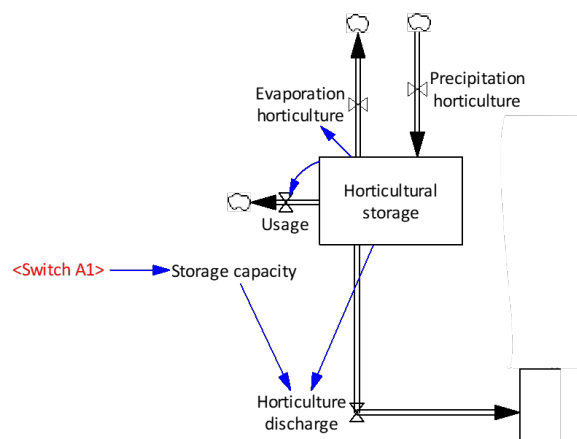 Evaporation
horticulture
Precipitation
horticulture
Horticultural
storage
Usage
<Switch A1>
Storage capacity
Horticulture
discharge